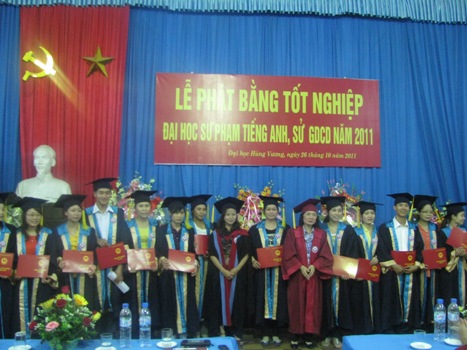 LỄ PHÁT BẰNG TỐT NGHIỆP
ĐẠI HỌC SƯ PHẠM TIẾNG ANH, SỬ GDCD NĂM 2011
Đại học Hùng Vương, ngày 26 tháng 10 năm 2011